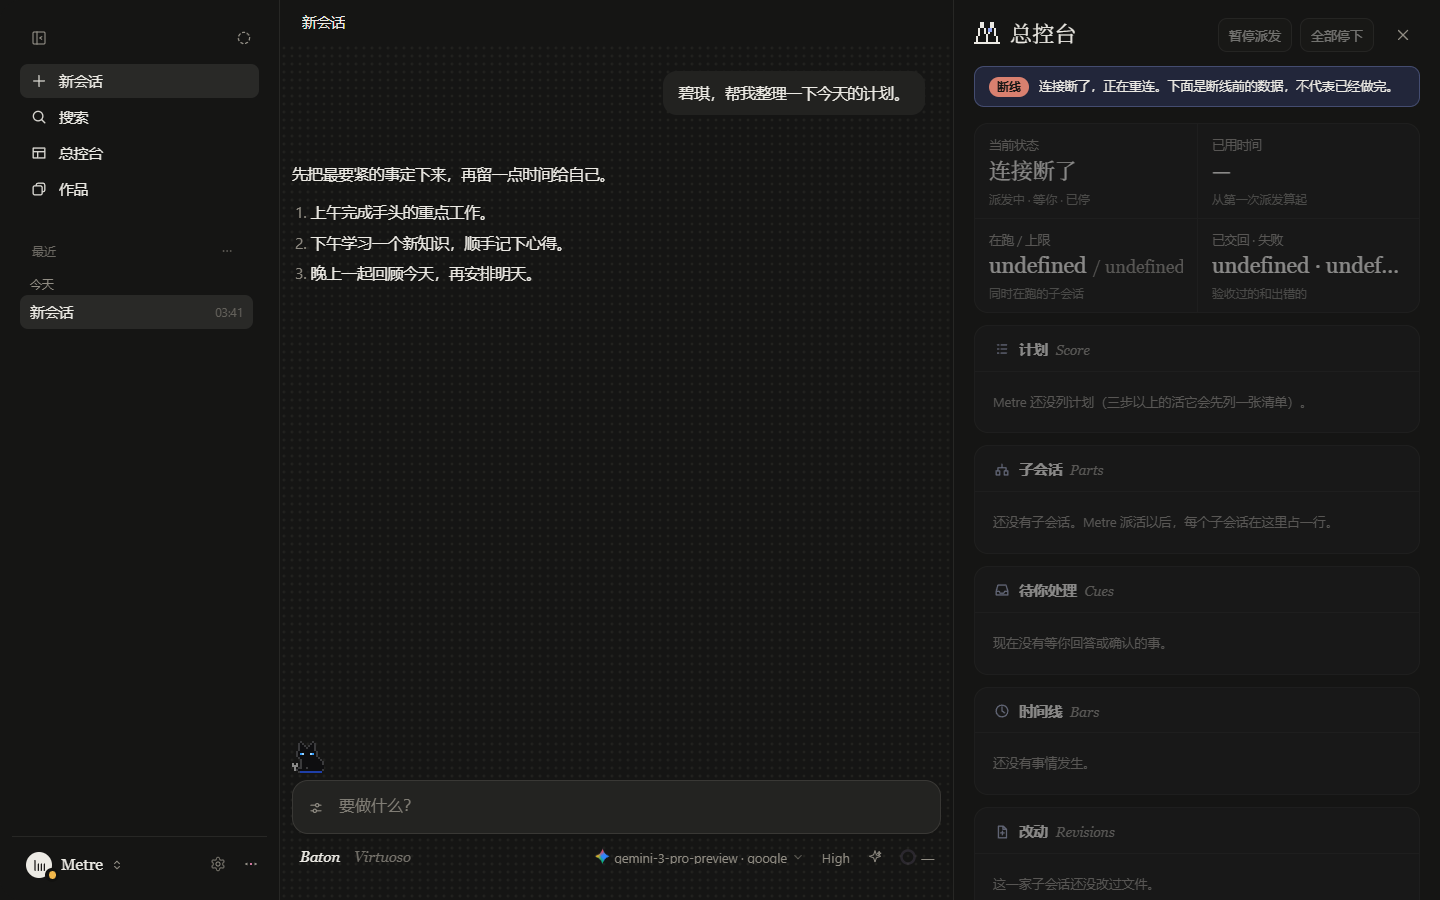 新会话
搜索
总控台
作品
最近
今天
新会话 03:41
Metre
新会话
碧琪，帮我整理一下今天的计划。
先把最要紧的事定下来，再留一点时间给自己。
1. 上午完成手头的重点工作。
2. 下午学习一个新知识，顺手记下心得。
3. 晚上一起回顾今天，再安排明天。
要做什么？
Baton Virtuoso
gemini-3-pro-preview · google High —
总控台 暂停派发 全部停下
断线 连接断了，正在重连。下面是断线前的数据，不代表已经做完。
当前状态
连接断了
派发中 · 等你 · 已停
已用时间
—
从第一次派发算起
在跑 / 上限
undefined / undefined
同时在跑的子会话
已交回 · 失败
undefined · undef...
验收过的和出错的
计划 Score
Metre 还没列计划（三步以上的活它会先列一张清单）。
子会话 Parts
还没有子会话。Metre 派活以后，每个子会话在这里占一行。
待你处理 Cues
现在没有等你回答或确认的事。
时间线 Bars
还没有事情发生。
改动 Revisions
这一家子会话还没改过文件。